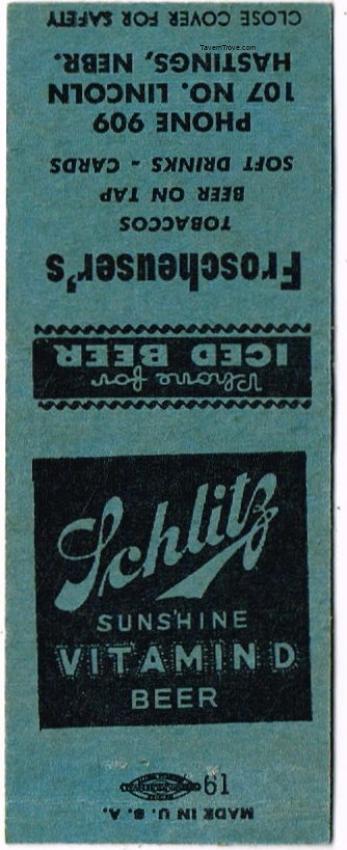 CLOSE COVER FOR SAFETY
TavernTrove.com
HASTINGS, NEBR.
107 NO. LINCOLN
PHONE 909
SOFT DRINKS - CARDS
BEER ON TAP
TOBACCOS
Froscheuser's
ICED BEER
Phone for
Schlitz
SUNSHINE
VITAMIN D
BEER
19
MADE IN U. S. A.